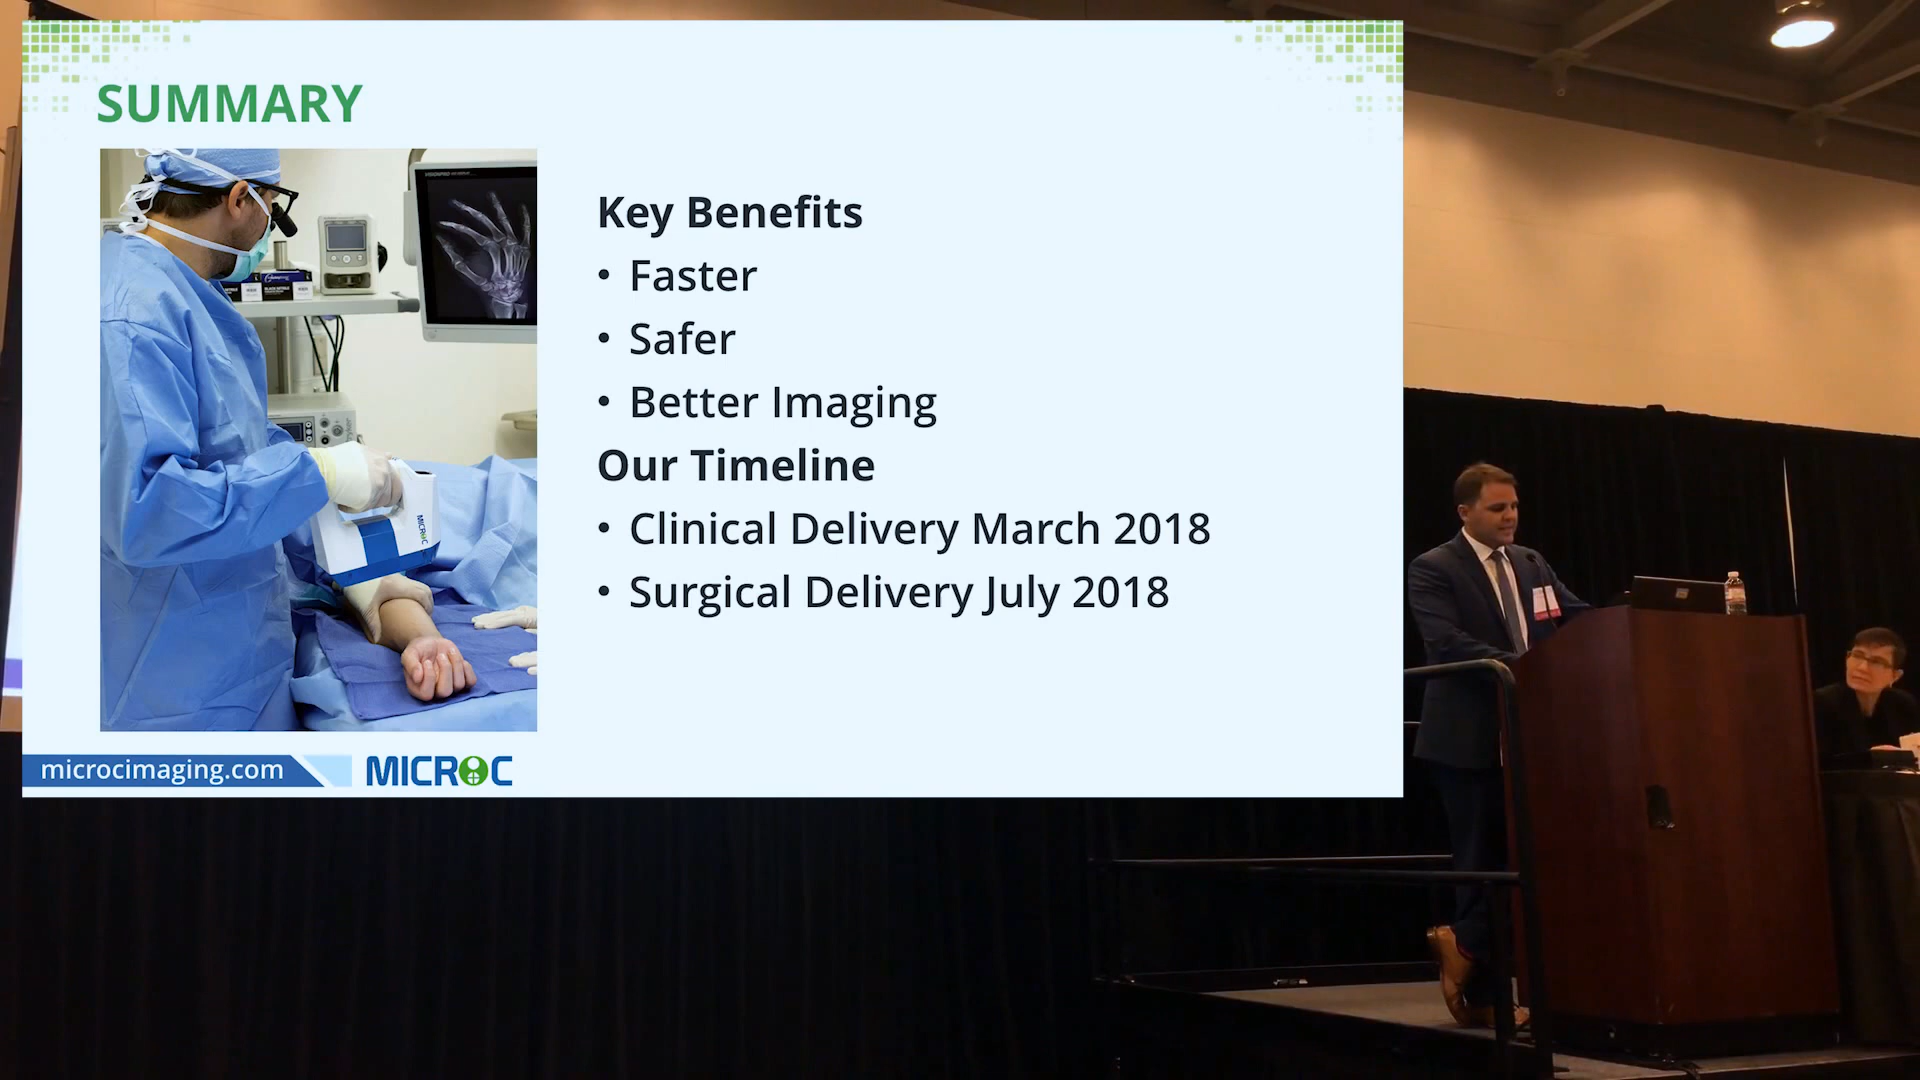 SUMMARY
Key Benefits
• Faster
• Safer
• Better Imaging
Our Timeline
• Clinical Delivery March 2018
• Surgical Delivery July 2018
MICROC
microcimaging.com
MICROC